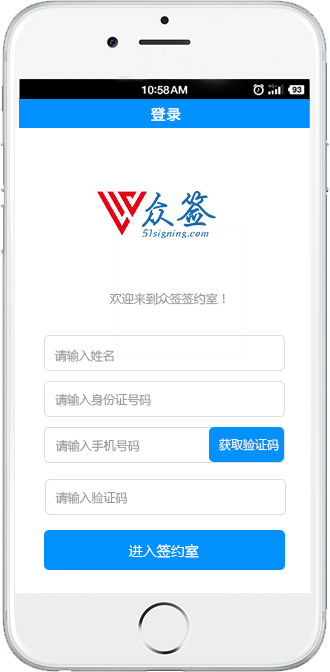 10:58AM
93
登录
众签
51signing.com
欢迎来到众签签约室！
请输入姓名
请输入身份证号码
请输入手机号码
获取验证码
请输入验证码
进入签约室